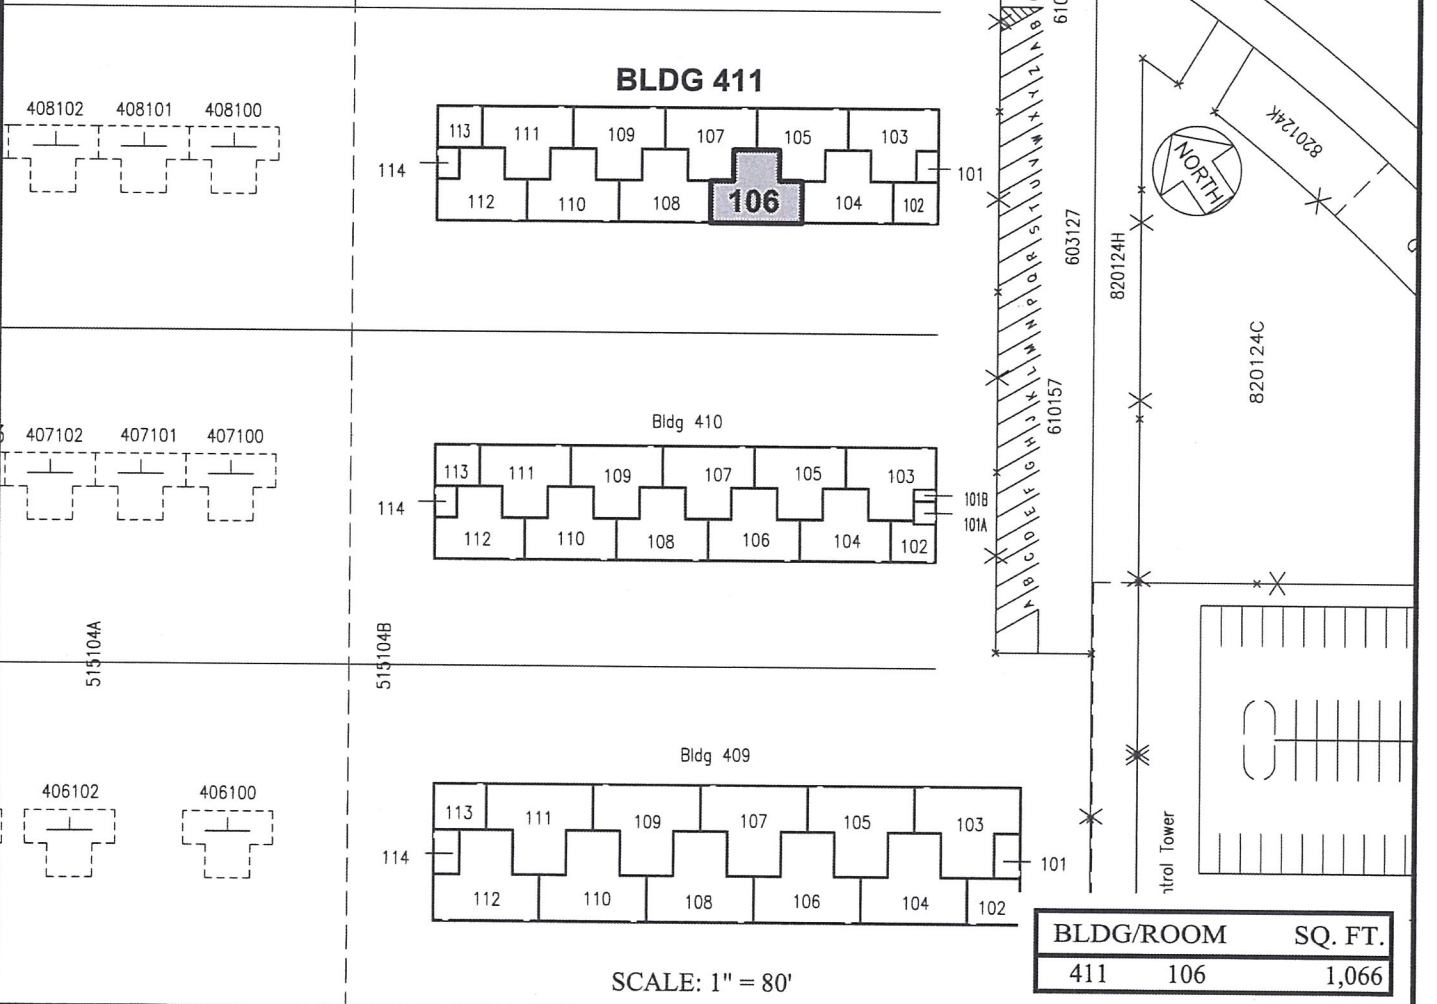 610
BLDG 411
408102 408101 408100
113 111 109 107 105 103
114 101
112 110 108 106 104 102
820124K
NORTH
603127
820124H
820124C
A B C D E F G H J K L M N P Q R S T U V W X Y Z A B
610157
Bldg 410
407102 407101 407100
113 111 109 107 105 103
101B
114
101A
112 110 108 106 104 102
515104A
515104B
Bldg 409
406102 406100
113 111 109 107 105 103
114 101
112 110 108 106 104 102
ntrol Tower
BLDG/ROOM SQ. FT.
411 106 1,066
SCALE: 1" = 80'